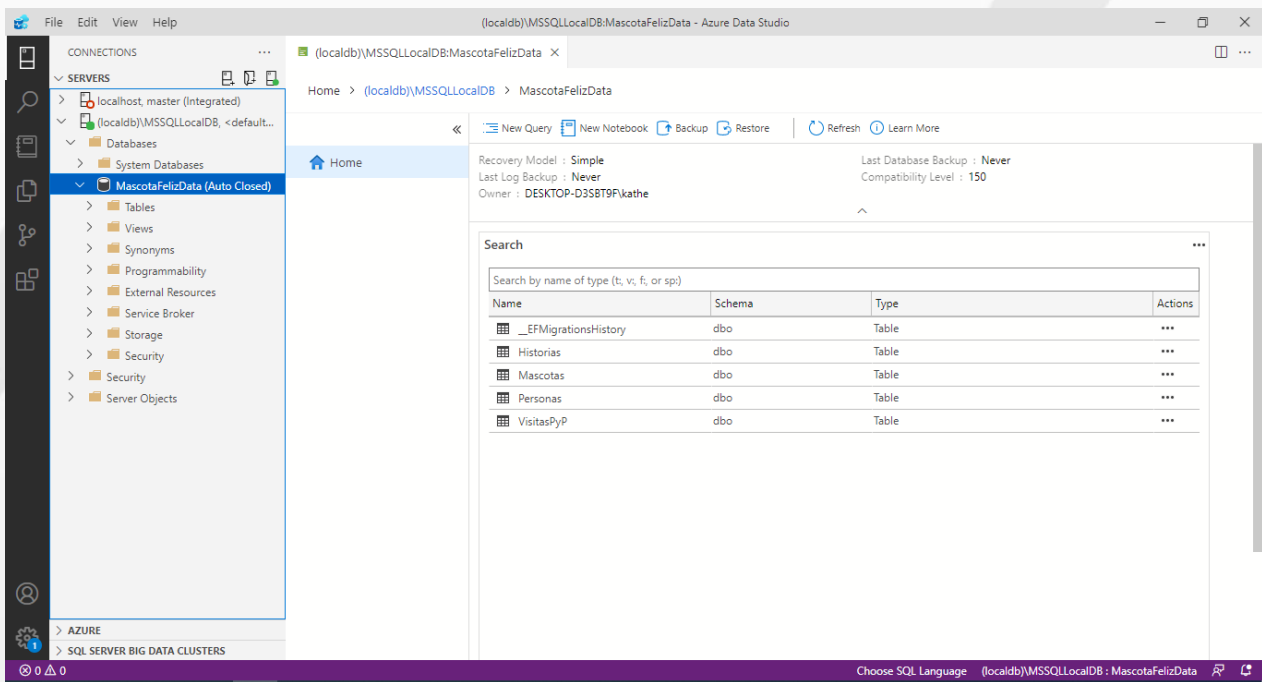 File Edit View Help
(localdb)\MSSQLLocalDB:MascotaFelizData - Azure Data Studio
CONNECTIONS
SERVERS
localhost, master (Integrated)
(localdb)\MSSQLLocalDB, <default...
Databases
System Databases
MascotaFelizData (Auto Closed)
Tables
Views
Synonyms
Programmability
External Resources
Service Broker
Storage
Security
Security
Server Objects
AZURE
SQL SERVER BIG DATA CLUSTERS
(localdb)\MSSQLLocalDB:MascotaFelizData
Home > (localdb)\MSSQLLocalDB > MascotaFelizData
Home
New Query New Notebook Backup Restore Refresh Learn More
Recovery Model : Simple Last Database Backup : Never
Last Log Backup : Never Compatibility Level : 150
Owner : DESKTOP-D3SBT9F\kathe
Search
Search by name of type (t:, v:, f:, or sp:)
Name Schema Type Actions
__EFMigrationsHistory dbo Table
Historias dbo Table
Mascotas dbo Table
Personas dbo Table
VisitasPyP dbo Table
1
0 0 Choose SQL Language (localdb)\MSSQLLocalDB : MascotaFelizData